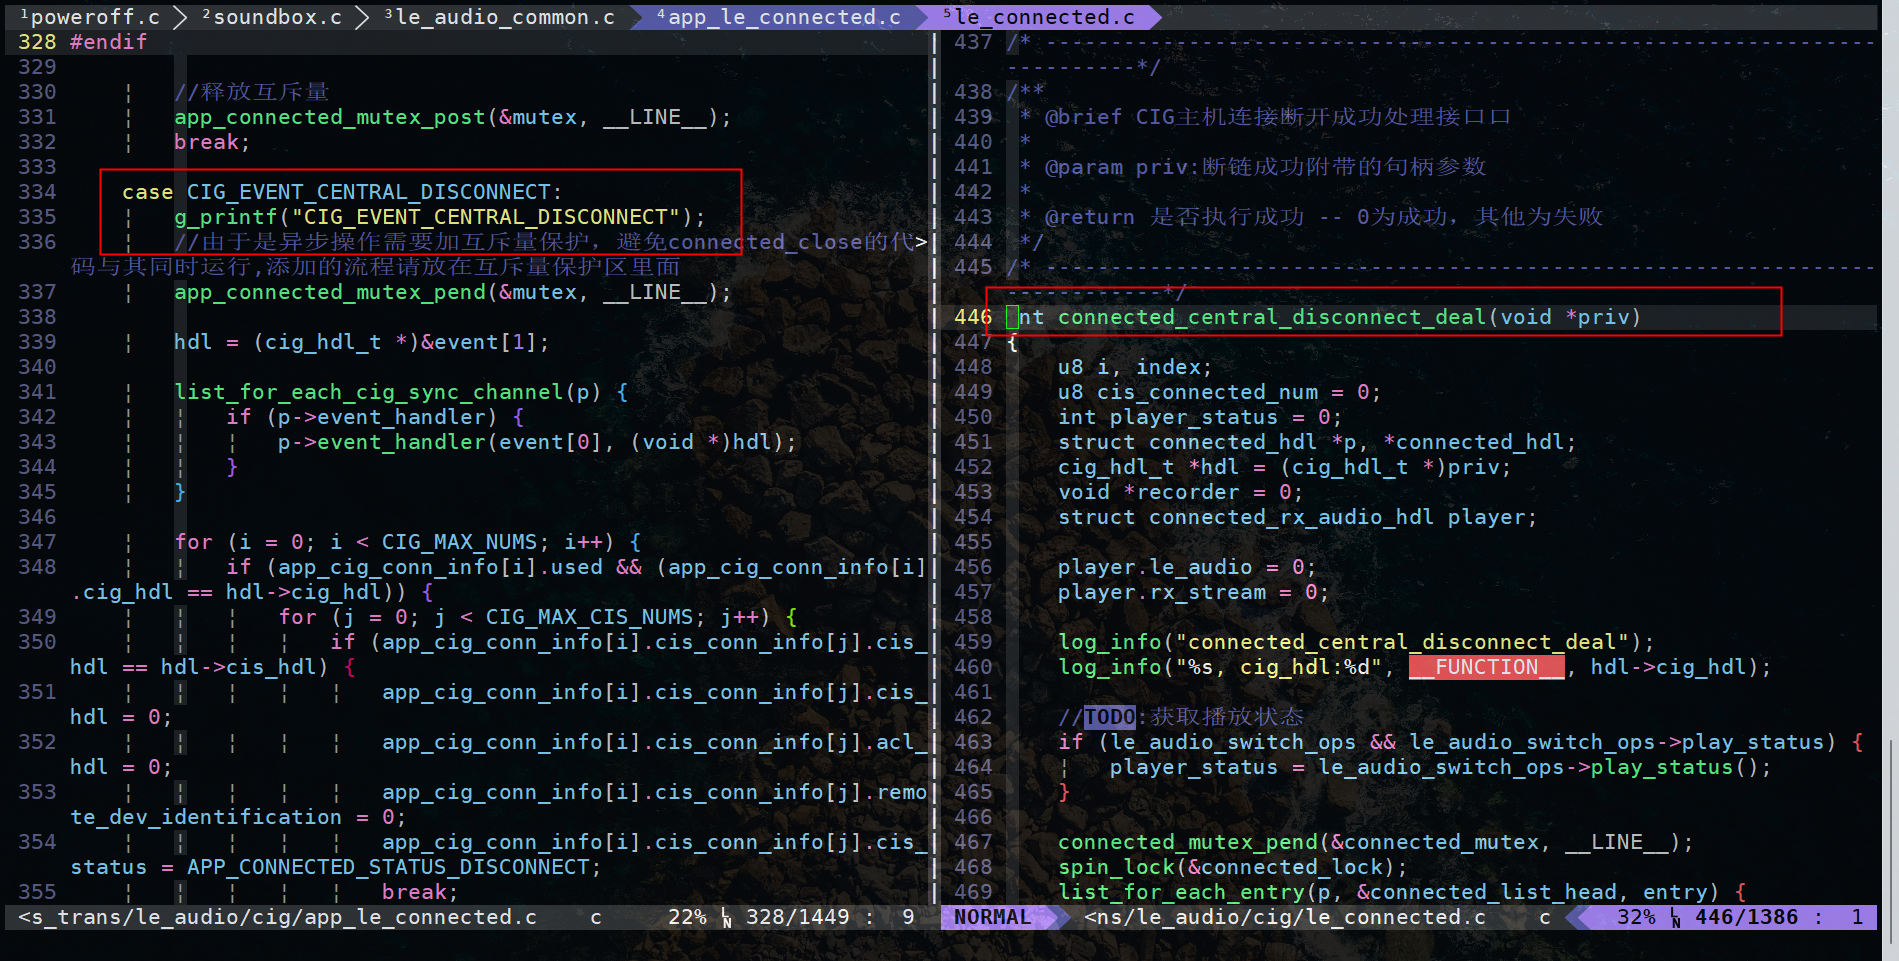 ¹poweroff.c ²soundbox.c ³le_audio_common.c ⁴app_le_connected.c ⁵le_connected.c
328 #endif
329
330 //释放互斥量
331 app_connected_mutex_post(&mutex, __LINE__);
332 break;
333
334 case CIG_EVENT_CENTRAL_DISCONNECT:
335 g_printf("CIG_EVENT_CENTRAL_DISCONNECT");
336 //由于是异步操作需要加互斥量保护，避免connected_close的代>
码与其同时运行,添加的流程请放在互斥量保护区里面
337 app_connected_mutex_pend(&mutex, __LINE__);
338
339 hdl = (cig_hdl_t *)&event[1];
340
341 list_for_each_cig_sync_channel(p) {
342 if (p->event_handler) {
343 p->event_handler(event[0], (void *)hdl);
344 }
345 }
346
347 for (i = 0; i < CIG_MAX_NUMS; i++) {
348 if (app_cig_conn_info[i].used && (app_cig_conn_info[i]
.cig_hdl == hdl->cig_hdl)) {
349 for (j = 0; j < CIG_MAX_CIS_NUMS; j++) {
350 if (app_cig_conn_info[i].cis_conn_info[j].cis_
hdl == hdl->cis_hdl) {
351 app_cig_conn_info[i].cis_conn_info[j].cis_
hdl = 0;
352 app_cig_conn_info[i].cis_conn_info[j].acl_
hdl = 0;
353 app_cig_conn_info[i].cis_conn_info[j].remo
te_dev_identification = 0;
354 app_cig_conn_info[i].cis_conn_info[j].cis_
status = APP_CONNECTED_STATUS_DISCONNECT;
355 break;
<s_trans/le_audio/cig/app_le_connected.c c 22% 328/1449 : 9
437 /* ----------------------------------------------------------------
----------*/
438 /**
439 * @brief CIG主机连接断开成功处理接口口
440 *
441 * @param priv:断链成功附带的句柄参数
442 *
443 * @return 是否执行成功 -- 0为成功，其他为失败
444 */
445 /* ----------------------------------------------------------------
------------*/
446 int connected_central_disconnect_deal(void *priv)
447 {
448 u8 i, index;
449 u8 cis_connected_num = 0;
450 int player_status = 0;
451 struct connected_hdl *p, *connected_hdl;
452 cig_hdl_t *hdl = (cig_hdl_t *)priv;
453 void *recorder = 0;
454 struct connected_rx_audio_hdl player;
455
456 player.le_audio = 0;
457 player.rx_stream = 0;
458
459 log_info("connected_central_disconnect_deal");
460 log_info("%s, cig_hdl:%d", __FUNCTION__, hdl->cig_hdl);
461
462 //TODO:获取播放状态
463 if (le_audio_switch_ops && le_audio_switch_ops->play_status) {
464 player_status = le_audio_switch_ops->play_status();
465 }
466
467 connected_mutex_pend(&connected_mutex, __LINE__);
468 spin_lock(&connected_lock);
469 list_for_each_entry(p, &connected_list_head, entry) {
NORMAL <ns/le_audio/cig/le_connected.c c 32% 446/1386 : 1